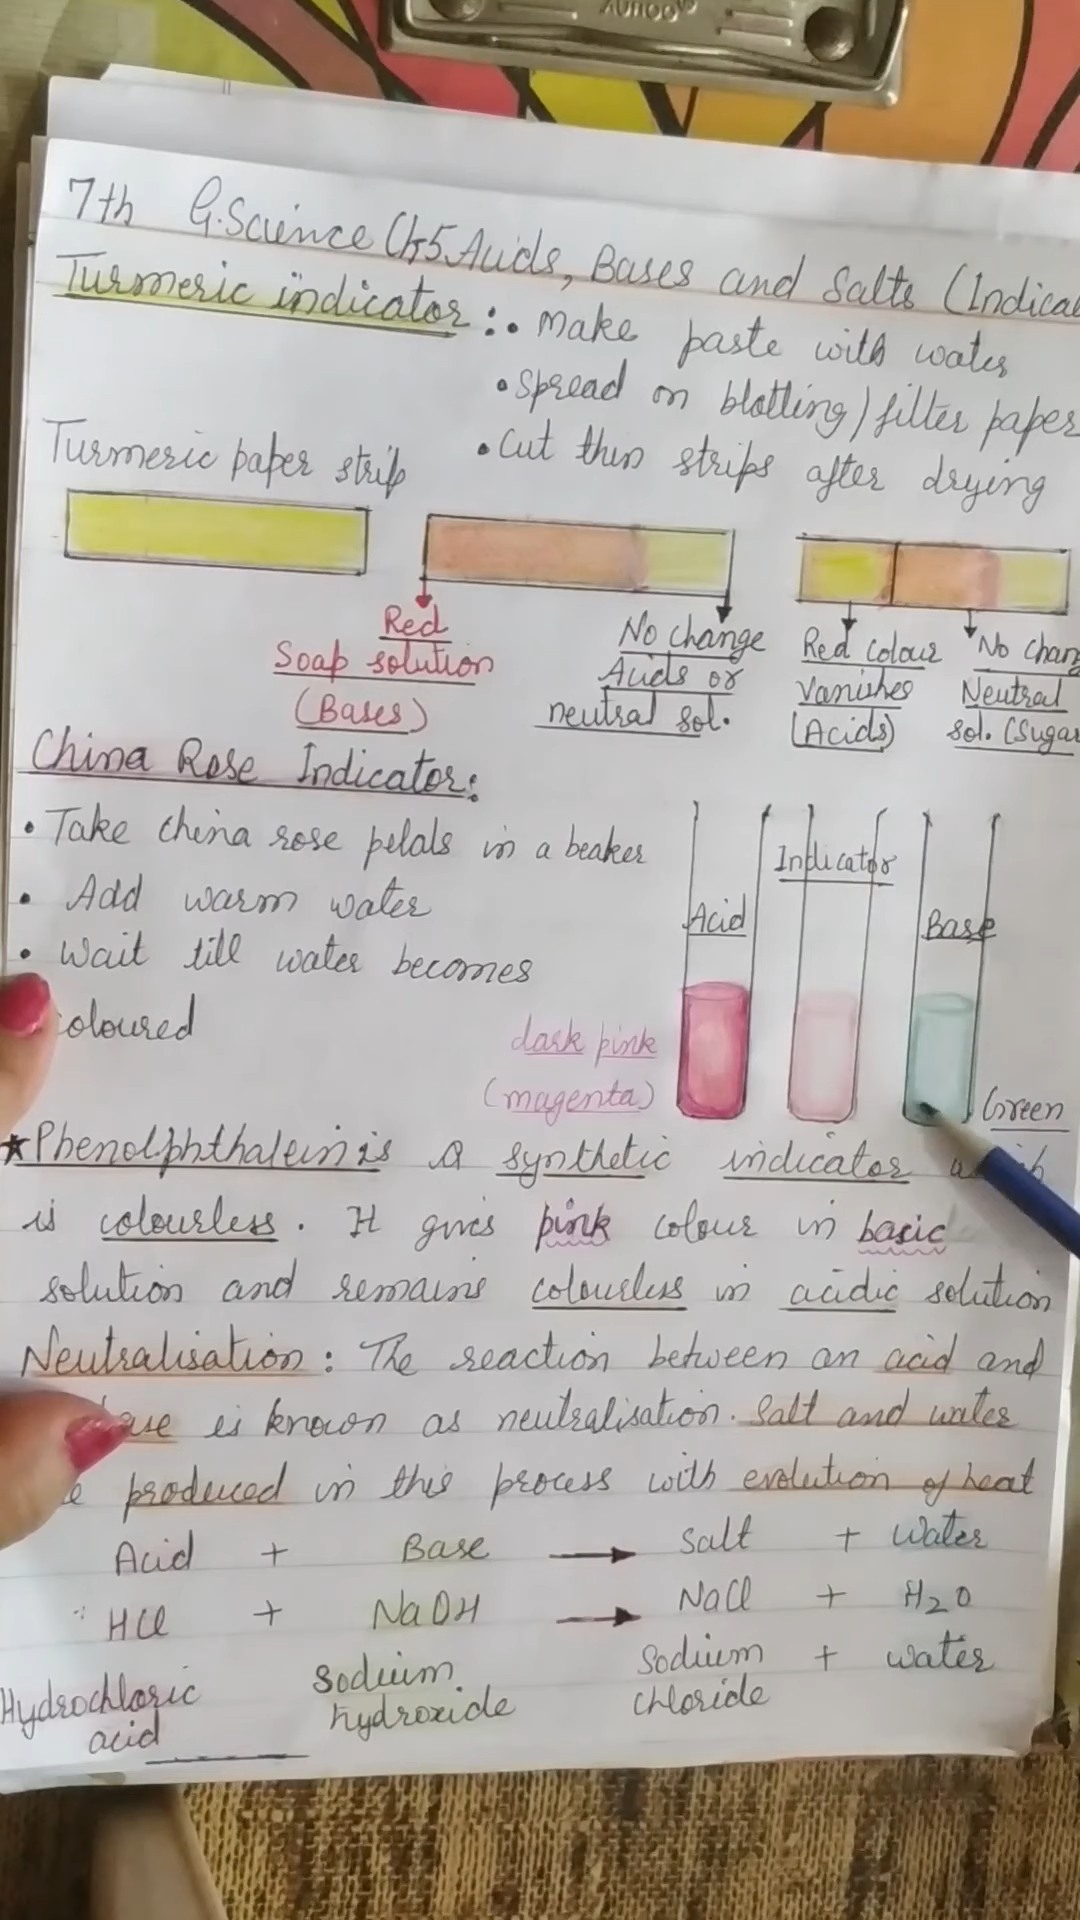 7th G.Science Ch5 Acids, Bases and Salts (Indica
Turmeric indicator :• Make paste with water
• Spread on blotting/filter paper
• Cut thin strips after drying
Turmeric paper strip
Red
Soap solution
(Bases)
No change
Acids or
neutral sol.
Red colour
vanishes
(Acids)
No chan
Neutral
sol. (Sugar
China Rose Indicator:
• Take china rose petals in a beaker
• Add warm water
• Wait till water becomes
oloured
Acid
Indicator
Base
dark pink
(magenta)
Green
★Phenolphthalein is a synthetic indicator
is colourless. It gives pink colour in basic
solution and remains colourless in acidic solution
Neutralisation: The reaction between an acid and
ase is known as neutralisation. Salt and water
e produced in this process with evolution of heat
Acid + Base → Salt + Water
HCl + NaOH → NaCl + H2O
Hydrochloric acid
Sodium hydroxide
Sodium chloride + water